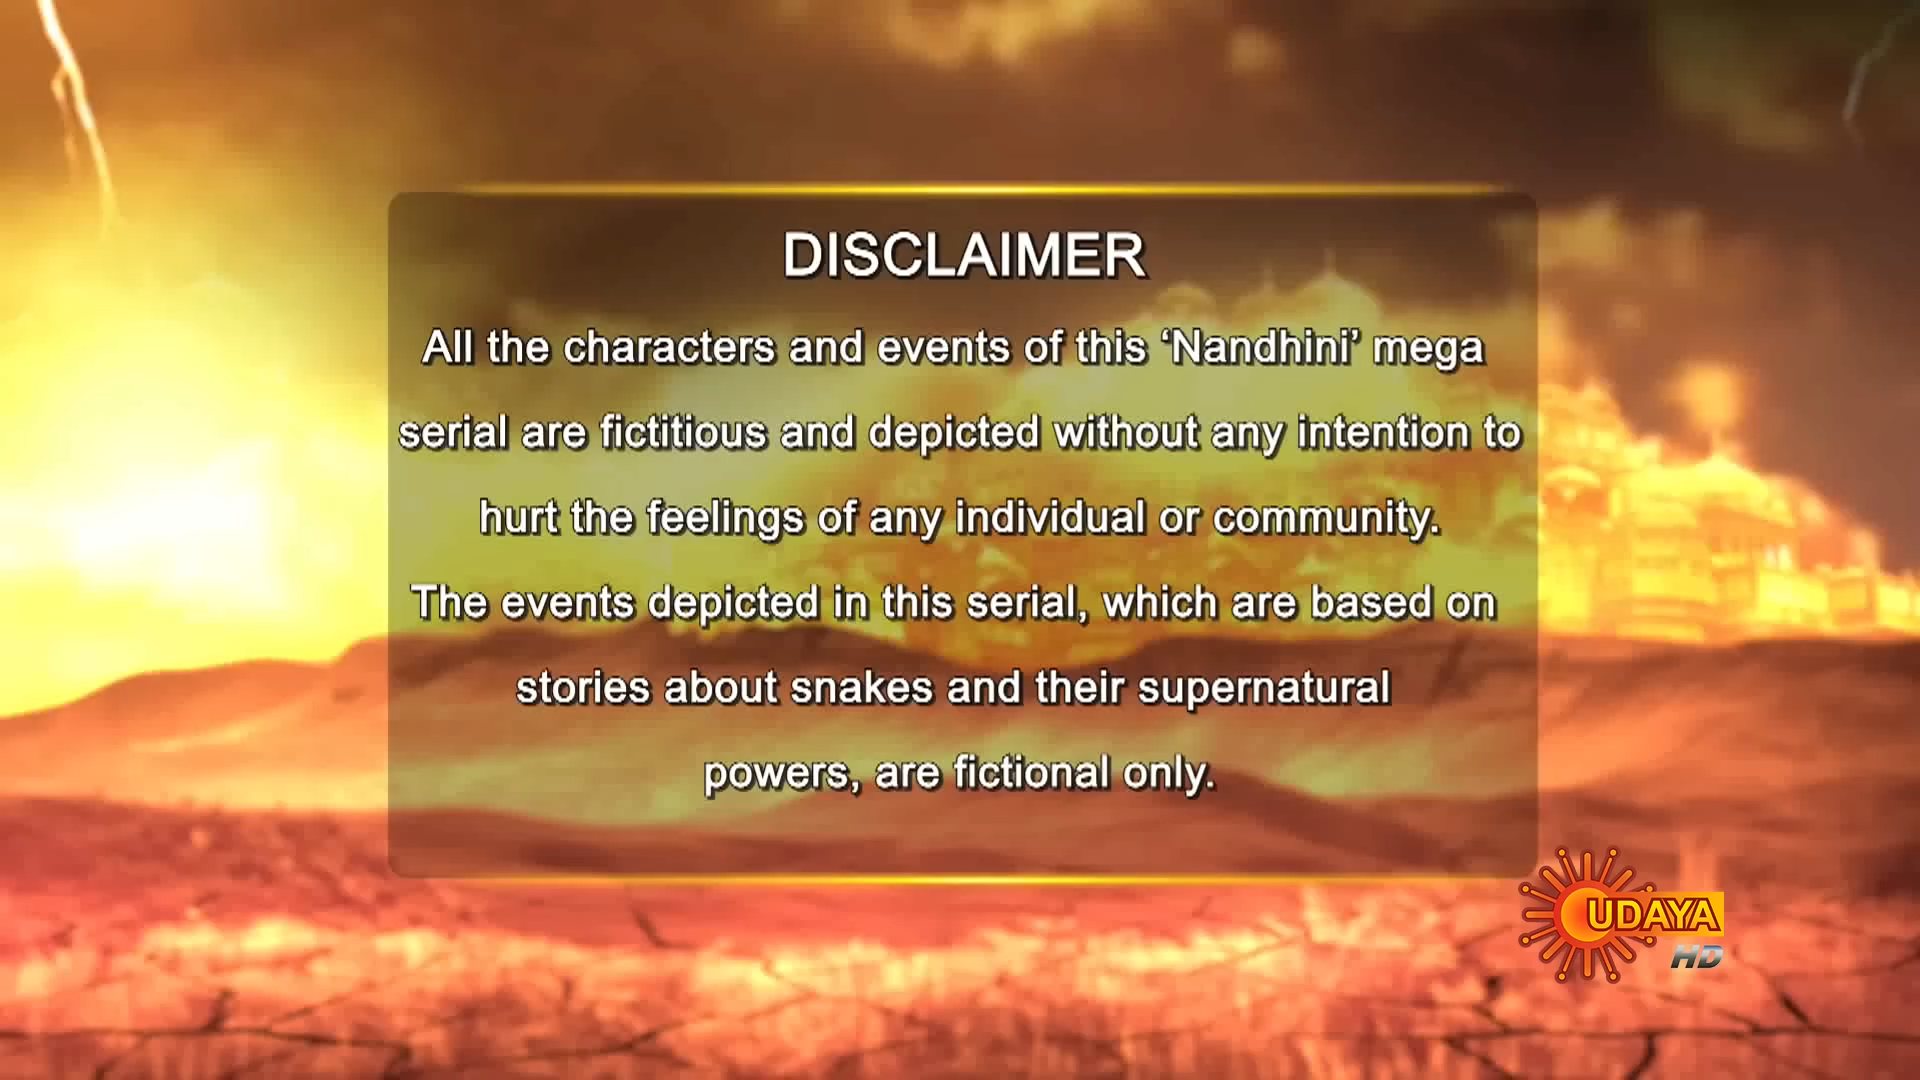 DISCLAIMER
All the characters and events of this ‘Nandhini’ mega
serial are fictitious and depicted without any intention to
hurt the feelings of any individual or community.
The events depicted in this serial, which are based on
stories about snakes and their supernatural
powers, are fictional only.
UDAYA
HD